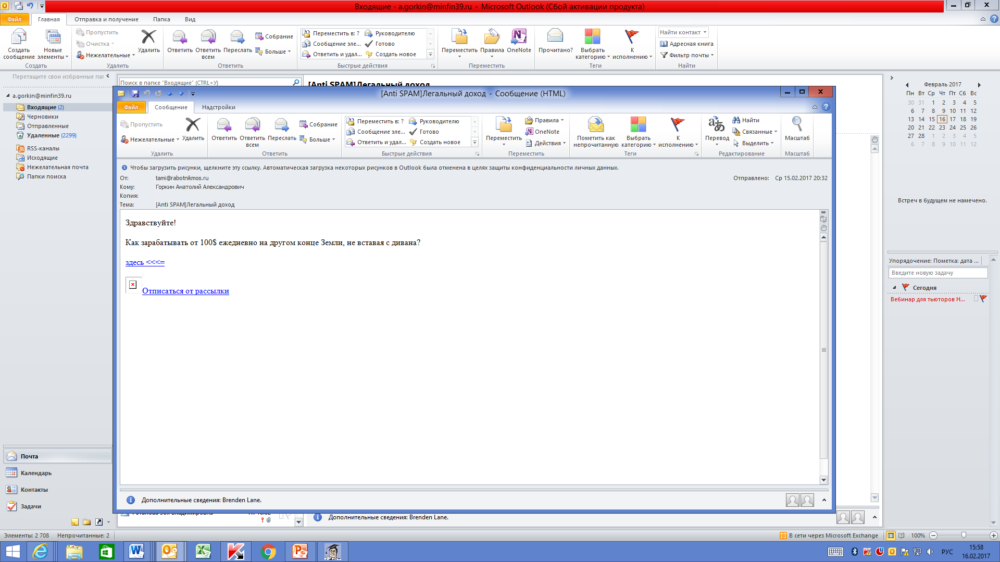 Входящие - a.gorkin@minfin39.ru - Microsoft Outlook (Сбой активации продукта)
Файл Главная Отправка и получение Папка Вид
Создать сообщение
Новые элементы
Создать
Пропустить
Очистка
Нежелательные
Удалить
Удалить
Ответить
Ответить всем
Переслать
Собрание
Больше
Ответить
Переместить в: ?
Сообщение эле...
Ответить и удал...
Руководителю
Готово
Создать новое
Быстрые действия
Переместить
Правила
OneNote
Переместить
Прочитано?
Выбрать категорию
К исполнению
Теги
Найти контакт
Адресная книга
Фильтр почты
Найти
Перетащите свои избранные
a.gorkin@minfin39.ru
Входящие (2)
Черновики
Отправленные
Удаленные (2299)
RSS-каналы
Исходящие
Нежелательная почта
Папки поиска
Почта
Календарь
Контакты
Задачи
Поиск в папке "Входящие" (CTRL+У)
[Anti SPAM]Легальный доход
[Anti SPAM]Легальный доход - Сообщение (HTML)
Файл Сообщение Надстройки
Пропустить
Нежелательные
Удалить
Удалить
Ответить
Ответить всем
Переслать
Собрание
Больше
Ответить
Переместить в: ?
Сообщение эле...
Ответить и удал...
Руководителю
Готово
Создать новое
Быстрые действия
Переместить
Правила
OneNote
Действия
Переместить
Пометить как непрочитанную
Выбрать категорию
К исполнению
Теги
Перевод
Найти
Связанные
Выделить
Редактирование
Масштаб
Масштаб
Чтобы загрузить рисунки, щелкните эту ссылку. Автоматическая загрузка некоторых рисунков в Outlook была отменена в целях защиты конфиденциальности личных данных.
От: tami@rabotnikmos.ru Отправлено: Ср 15.02.2017 20:32
Кому: Горкин Анатолий Александрович
Копия:
Тема: [Anti SPAM]Легальный доход
Здравствуйте!
Как зарабатывать от 100$ ежедневно на другом конце Земли, не вставая с дивана?
здесь <<<=
Отписаться от рассылки
Дополнительные сведения: Brenden Lane.
Дополнительные сведения: Brenden Lane.
Февраль 2017
Пн Вт Ср Чт Пт Сб Вс
30 31 1 2 3 4 5
6 7 8 9 10 11 12
13 14 15 16 17 18 19
20 21 22 23 24 25 26
27 28 1 2 3 4 5
6 7 8 9 10 11 12
Встреч в будущем не намечено.
Упорядочение: Пометка: дата ...
Введите новую задачу
Сегодня
Вебинар для тьюторов Н...
Элементы: 2 708 Непрочитанные: 2
В сети через Microsoft Exchange 100%
РУС 15:58
16.02.2017